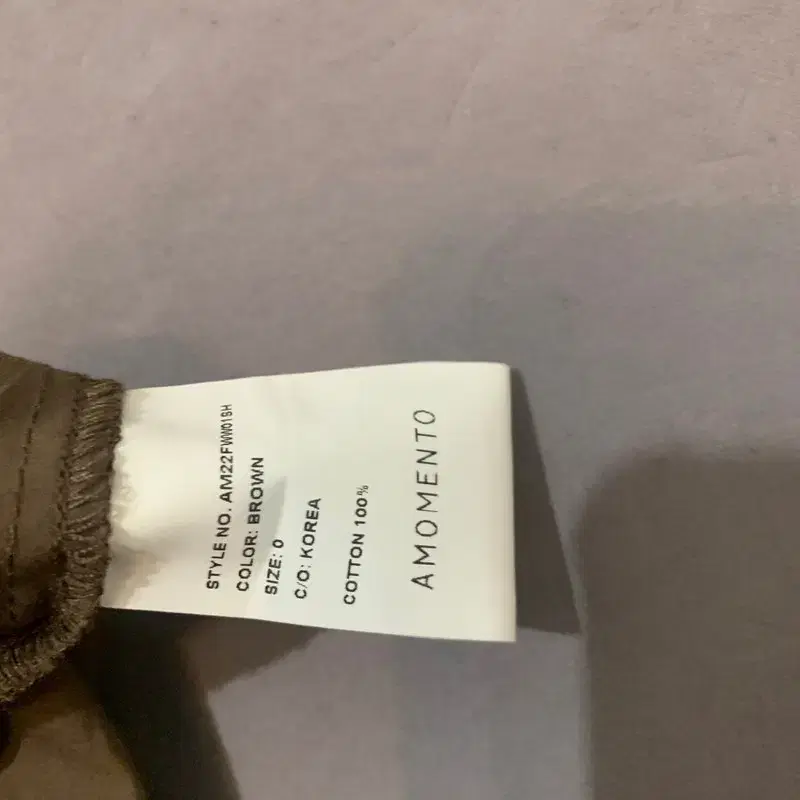 STYLE NO. AM22FWW01SH
COLOR: BROWN
SIZE: 0
C/O: KOREA
COTTON 100%
AMOMENTO